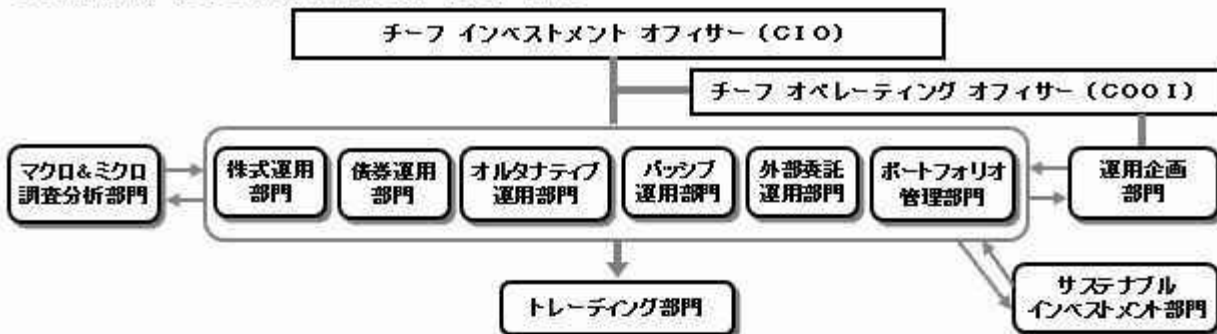 チーフ インベストメント オフィサー (CIO)
チーフ オペレーティング オフィサー (COOI)
マクロ&ミクロ
調査分析部門
株式運用
部門
債券運用
部門
オルタナティブ
運用部門
パッシブ
運用部門
外部委託
運用部門
ポートフォリオ
管理部門
運用企画
部門
トレーディング部門
サステナブル
インベストメント部門